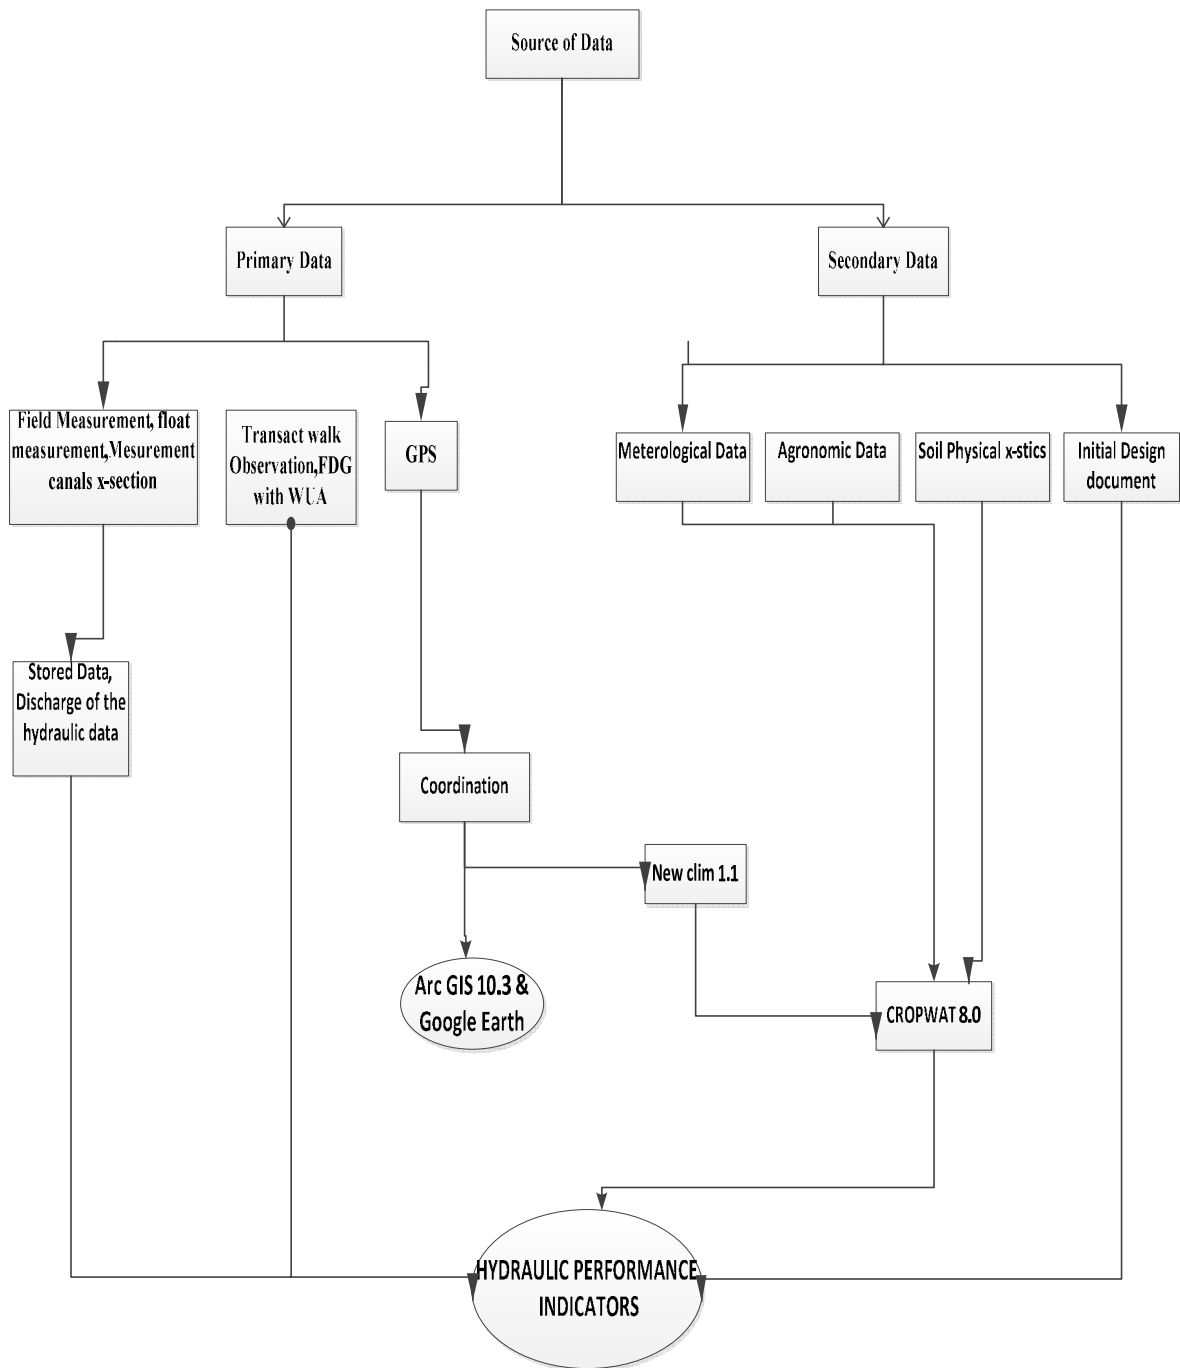 Source of Data
Primary Data
Secondary Data
Field Measurement, float
measurement,Mesurement
canals x-section
Transact walk
Observation,FDG
with WUA
GPS
Meterological Data
Agronomic Data
Soil Physical x-stics
Initial Design
document
Stored Data,
Discharge of the
hydraulic data
Coordination
New clim 1.1
Arc GIS 10.3 &
Google Earth
CROPWAT 8.0
HYDRAULIC PERFORMANCE
INDICATORS